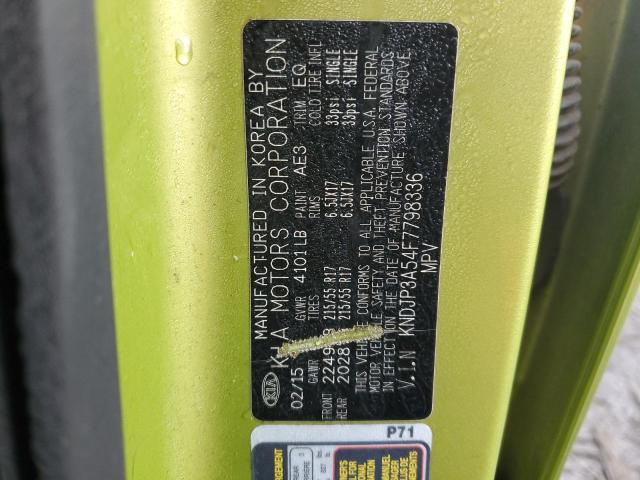 KIA
MANUFACTURED IN KOREA BY
KIA MOTORS CORPORATION
02/15 GVWR 4101LB PAINT AE3 TRIM EQ
GAWR TIRES RIMS COLD TIRE INFL
FRONT 215/55 R17 6.5JX17 33psi SINGLE
REAR 215/55 R17 6.5JX17 33psi SINGLE
THIS VEHICLE CONFORMS TO ALL APPLICABLE U.S.A. FEDERAL
MOTOR VEHICLE SAFETY AND THEFT PREVENTION STANDARDS
IN EFFECT ON THE DATE OF MANUFACTURE SHOWN ABOVE.
V.I.N KNDJP3A54F7798336
MPV
P71